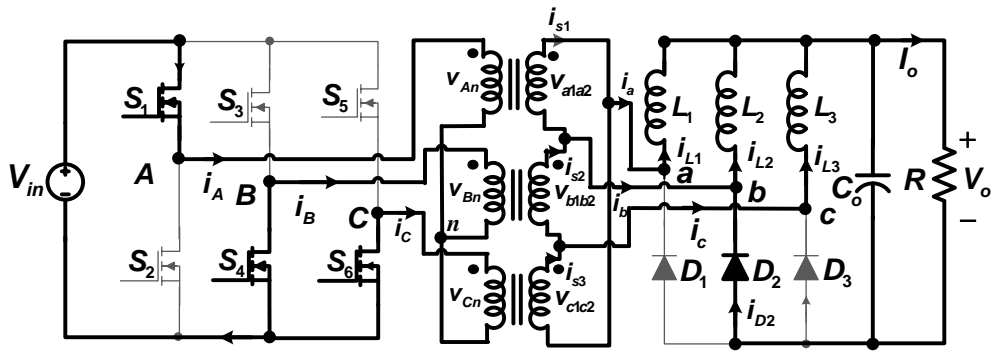 i_s1
S_1 S_3 S_5
v_An v_a1a2 i_a L_1 L_2 L_3 I_o
V_in A i_A B i_B C i_C
v_Bn n i_s2 v_b1b2 i_b i_c
i_L1 a i_L2 b i_L3 c C_o R + V_o −
S_2 S_4 S_6
v_Cn i_s3 v_c1c2
D_1 D_2 D_3
i_D2